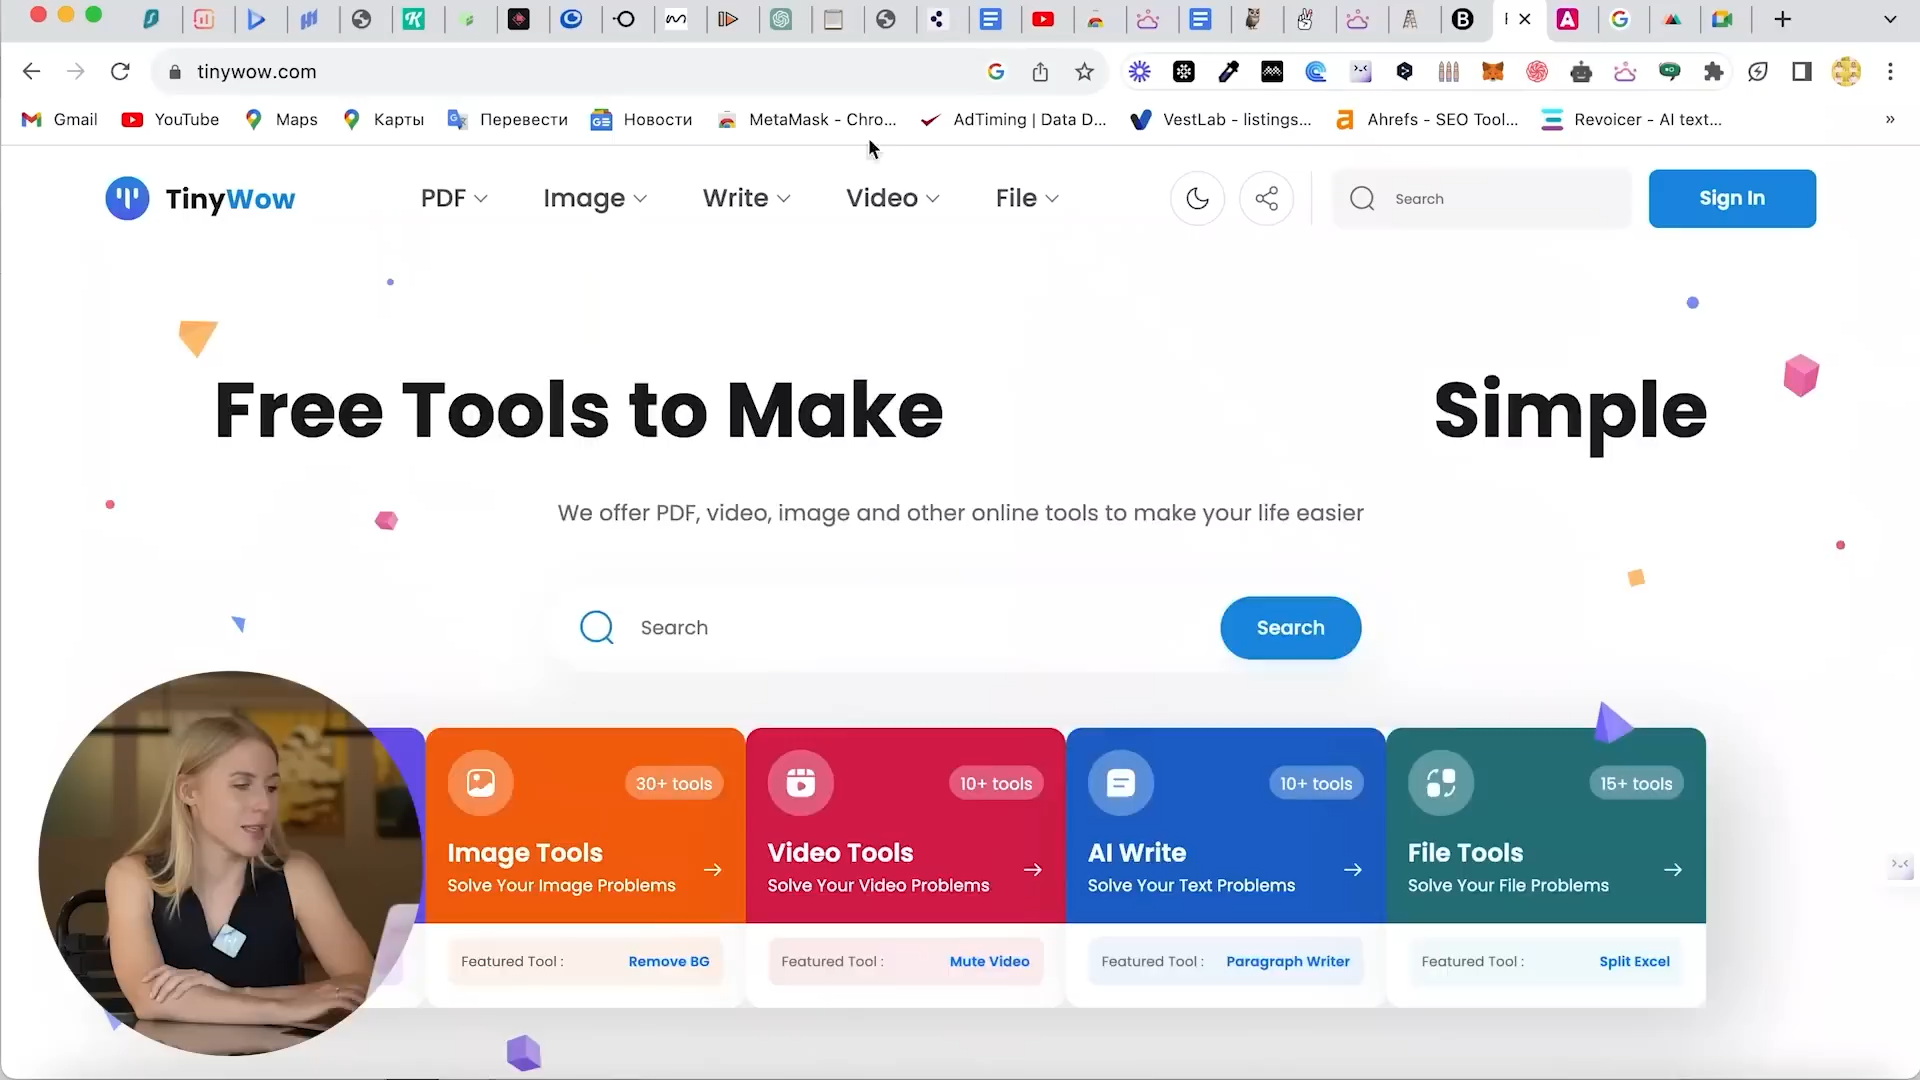 tinywow.com
Gmail YouTube Maps Карты Перевести Новости MetaMask - Chro... AdTiming | Data D... VestLab - listings... Ahrefs - SEO Tool... Revoicer - AI text... »
TinyWow PDF Image Write Video File Search Sign In
Free Tools to Make Simple
We offer PDF, video, image and other online tools to make your life easier
Search Search
30+ tools 10+ tools 10+ tools 15+ tools
Image Tools Video Tools AI Write File Tools
Solve Your Image Problems Solve Your Video Problems Solve Your Text Problems Solve Your File Problems
Featured Tool : Remove BG Featured Tool : Mute Video Featured Tool : Paragraph Writer Featured Tool : Split Excel